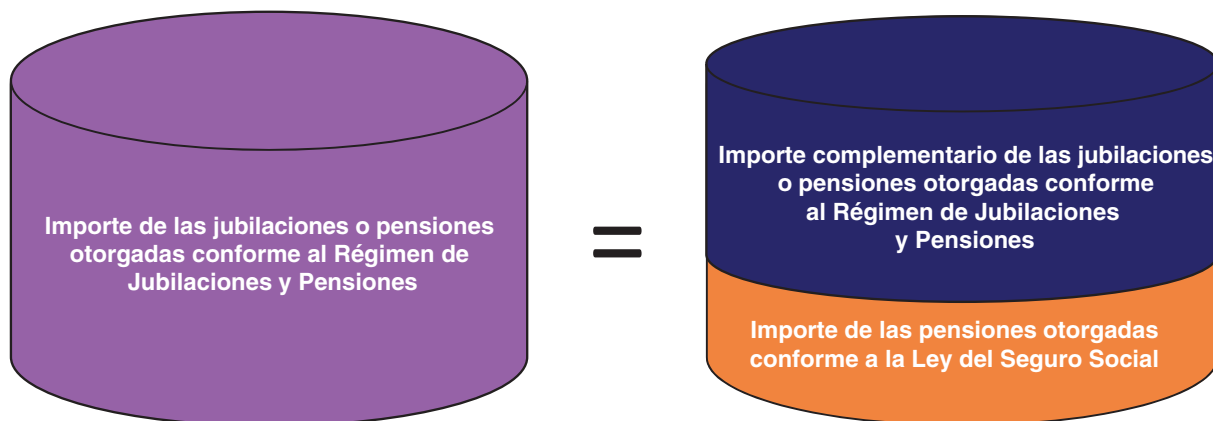 Importe de las jubilaciones o pensiones
otorgadas conforme al Régimen de
Jubilaciones y Pensiones
=
Importe complementario de las jubilaciones
o pensiones otorgadas conforme
al Régimen de Jubilaciones
y Pensiones
Importe de las pensiones otorgadas
conforme a la Ley del Seguro Social